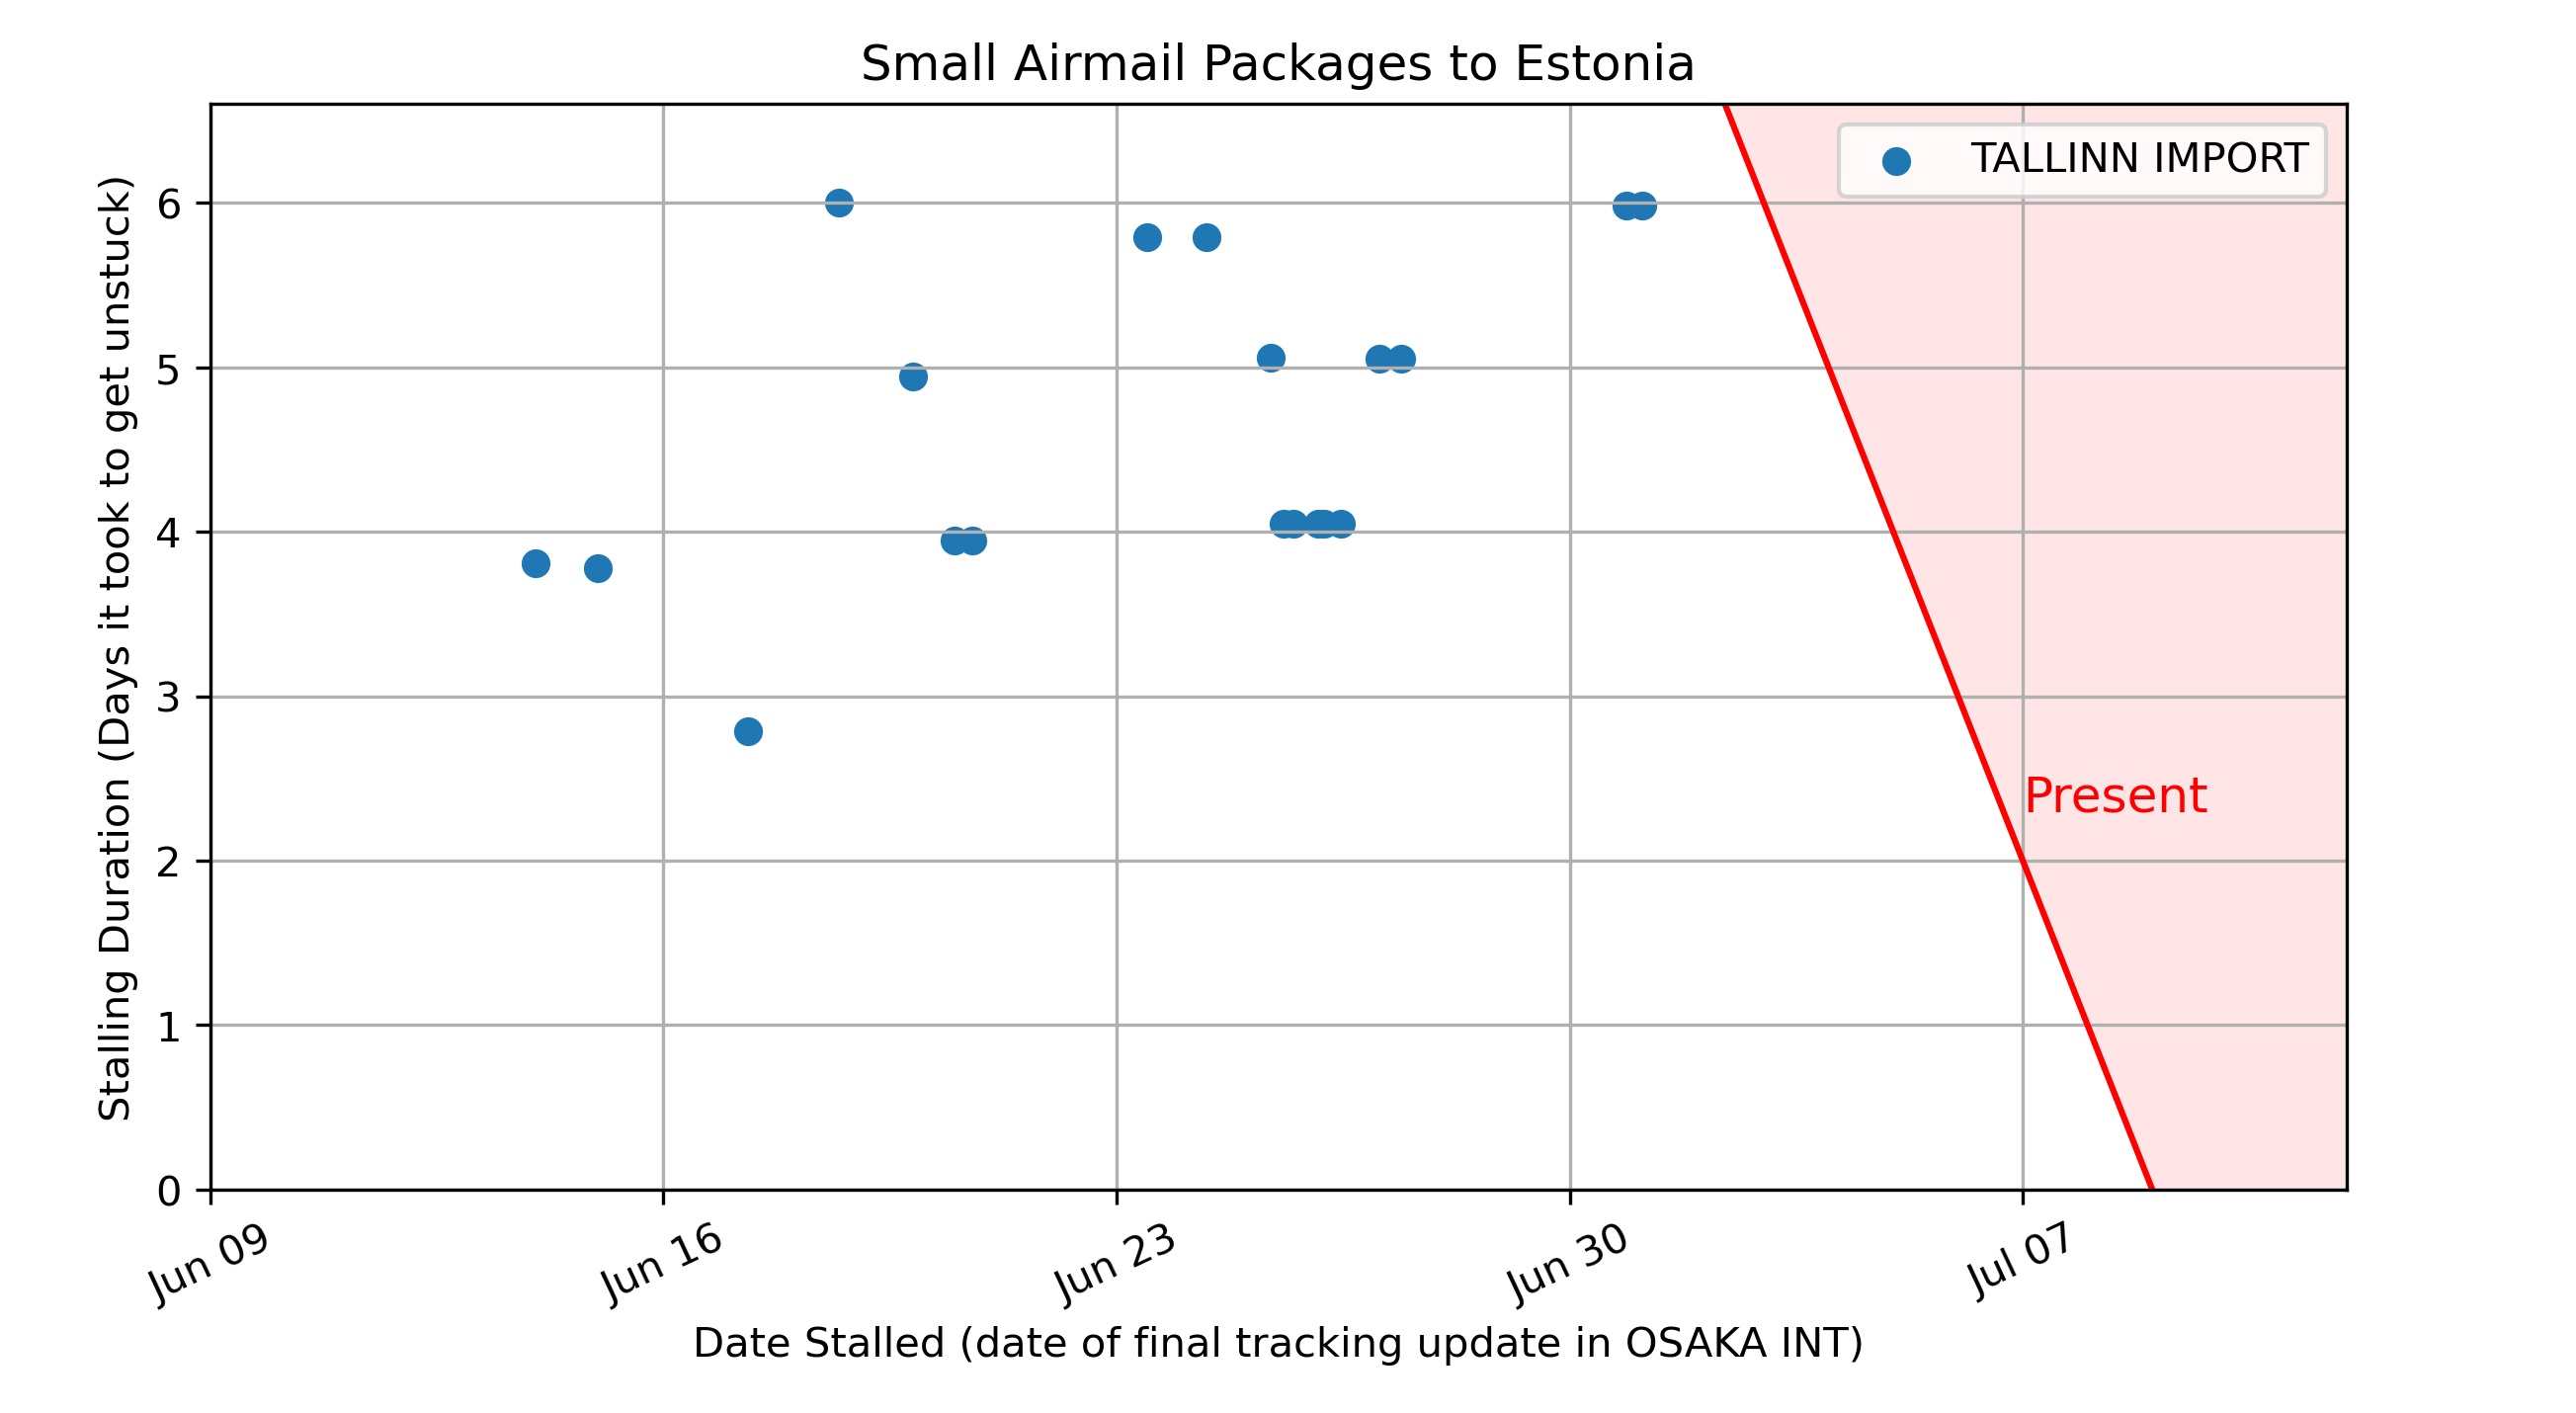 Small Airmail Packages to Estonia
TALLINN IMPORT
Stalling Duration (Days it took to get unstuck)
6
5
4
3
2
1
0
Present
Jun 09
Jun 16
Jun 23
Jun 30
Jul 07
Date Stalled (date of final tracking update in OSAKA INT)